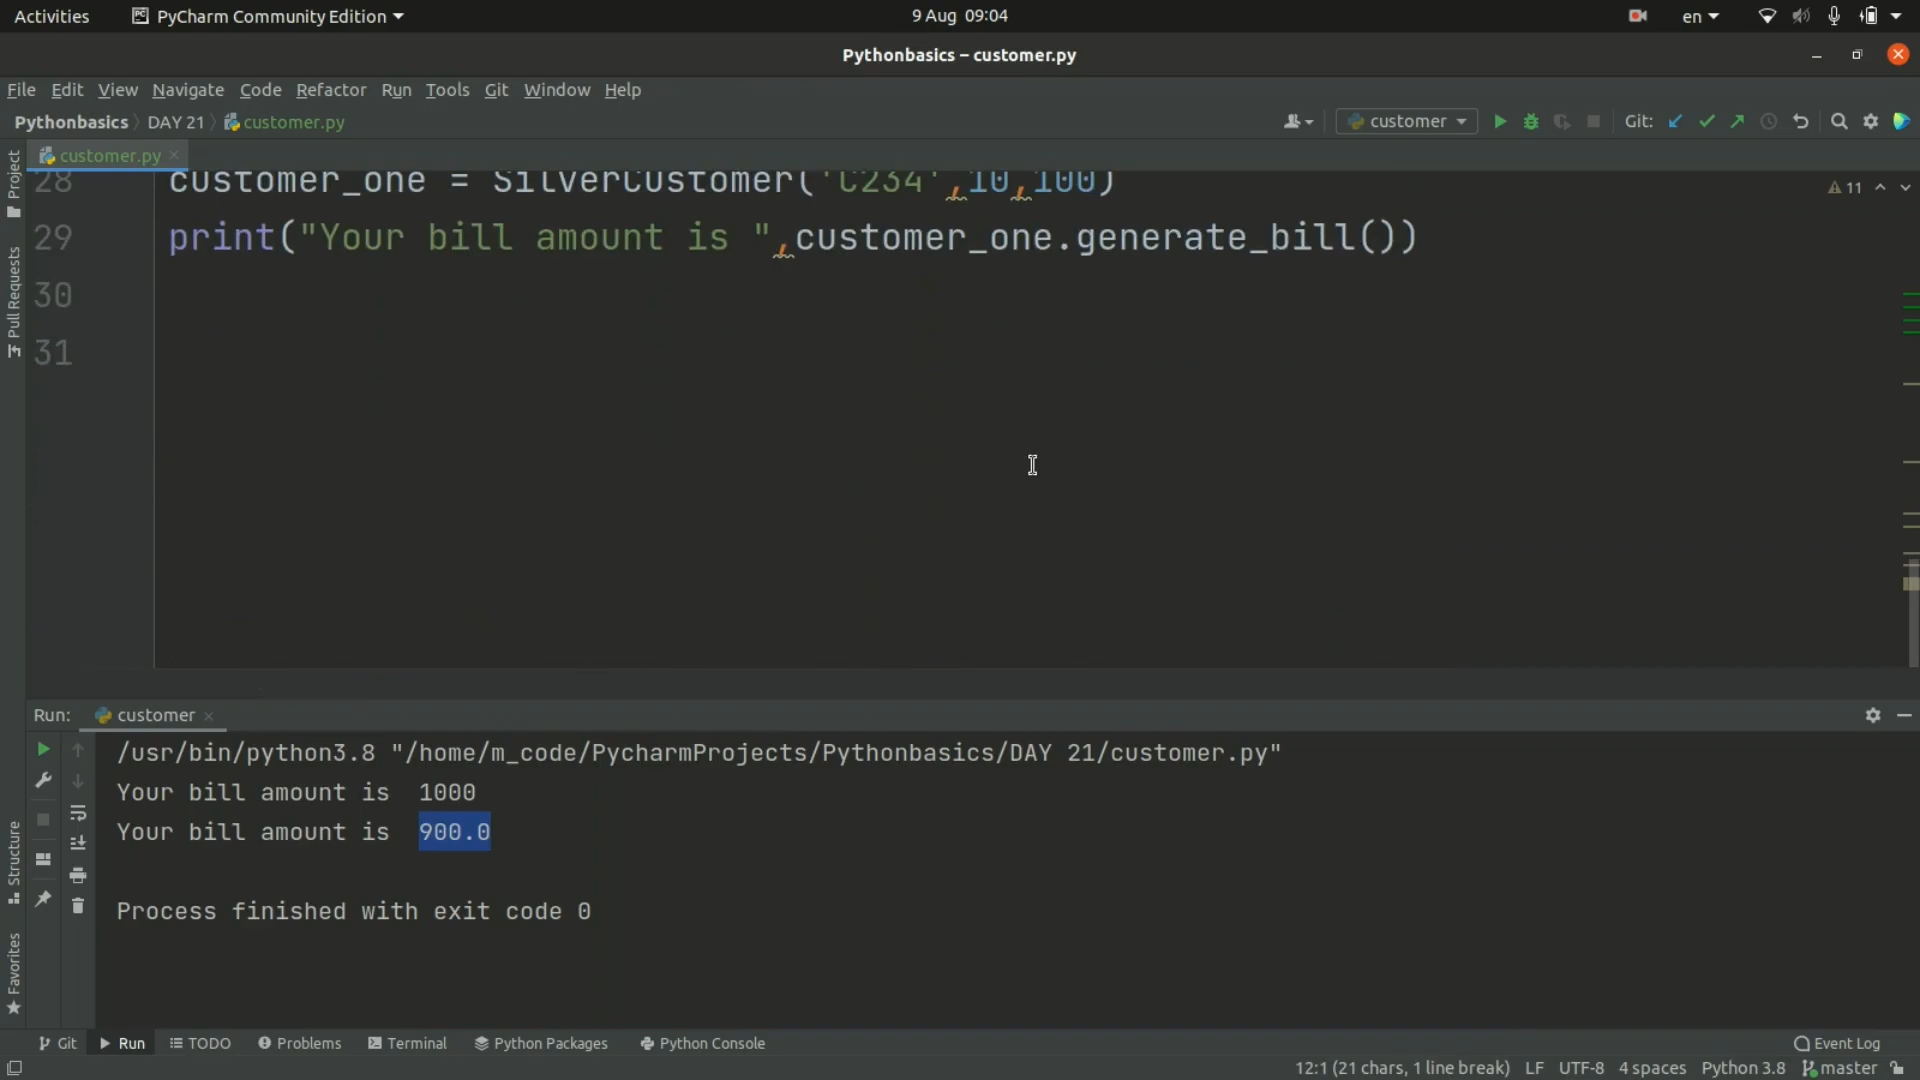 Activities PyCharm Community Edition 9 Aug 09:04 en
Pythonbasics – customer.py
File Edit View Navigate Code Refactor Run Tools Git Window Help
Pythonbasics DAY 21 customer.py customer Git:
customer.py
Project
Pull Requests
28 customer_one = SilverCustomer('C234',10,100) 11
29 print("Your bill amount is ",customer_one.generate_bill())
30
31
Run: customer
/usr/bin/python3.8 "/home/m_code/PycharmProjects/Pythonbasics/DAY 21/customer.py"
Your bill amount is 1000
Your bill amount is 900.0
Process finished with exit code 0
Structure
Favorites
Git Run TODO Problems Terminal Python Packages Python Console Event Log
12:1 (21 chars, 1 line break) LF UTF-8 4 spaces Python 3.8 master